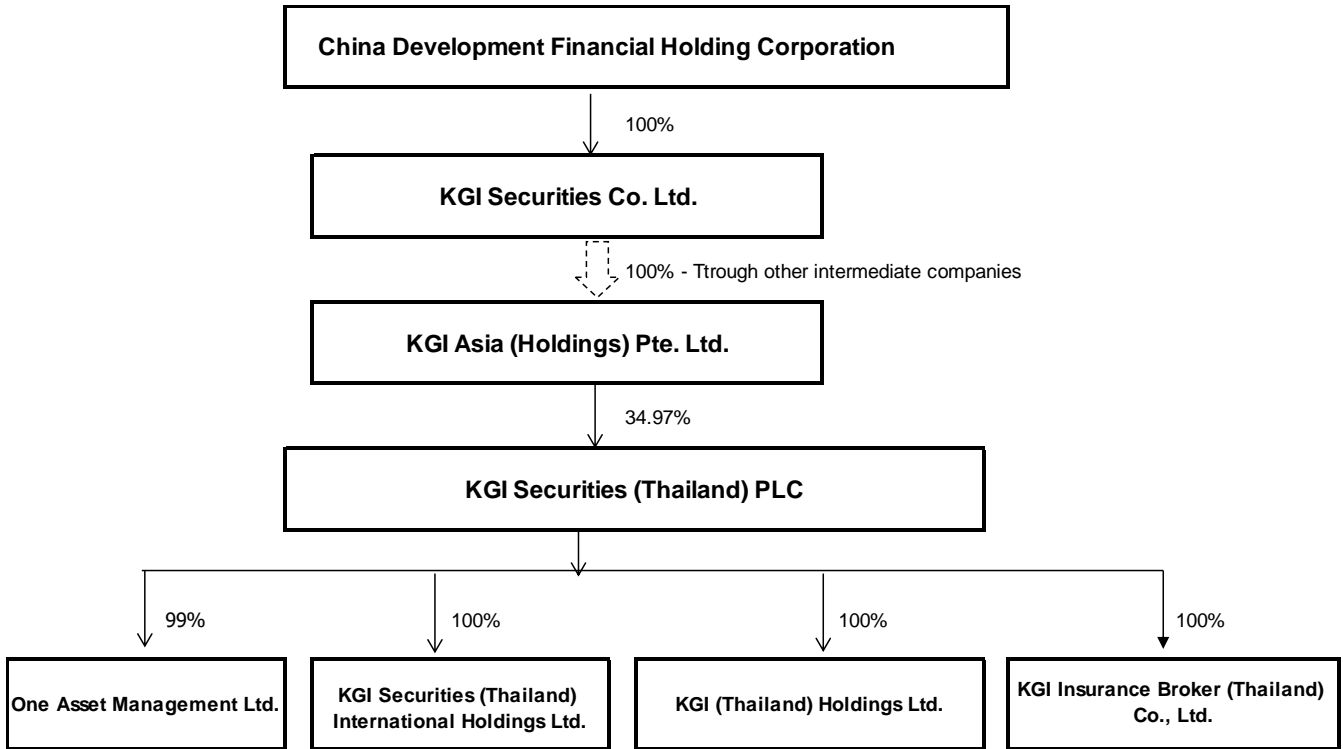 China Development Financial Holding Corporation
100%
KGI Securities Co. Ltd.
100% - Ttrough other intermediate companies
KGI Asia (Holdings) Pte. Ltd.
34.97%
KGI Securities (Thailand) PLC
99%
100%
100%
100%
One Asset Management Ltd.
KGI Securities (Thailand)
International Holdings Ltd.
KGI (Thailand) Holdings Ltd.
KGI Insurance Broker (Thailand)
Co., Ltd.